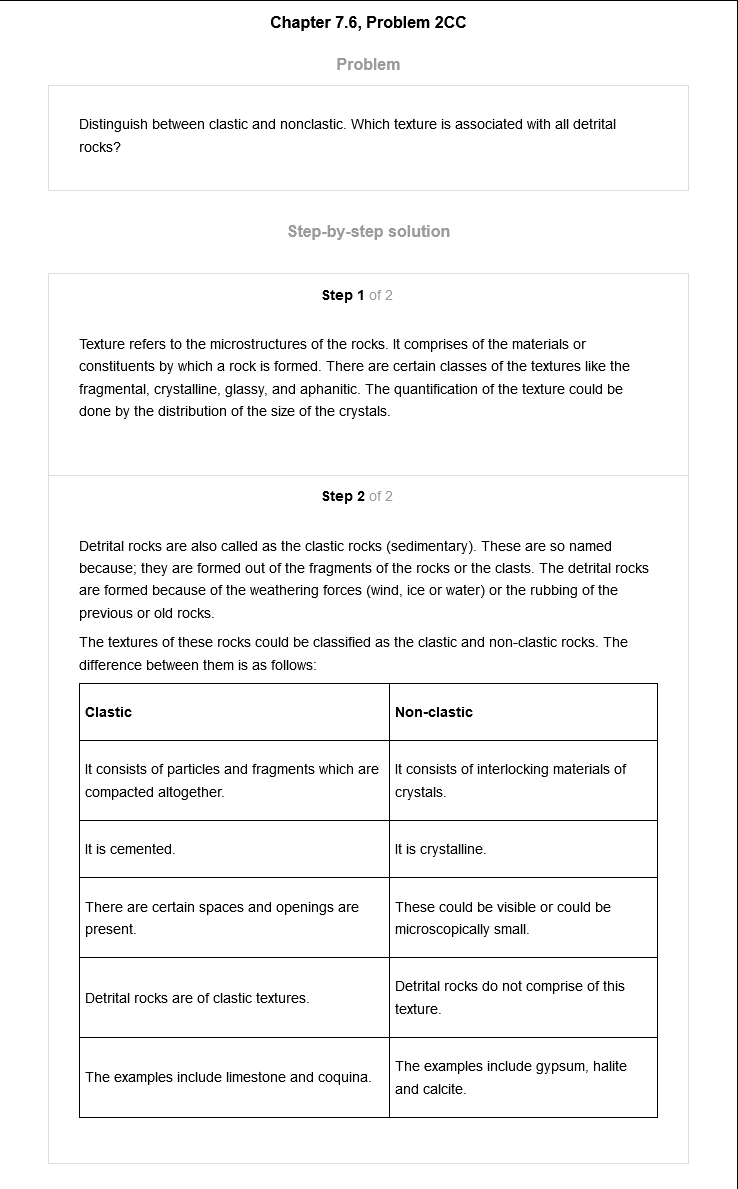 Chapter 7.6, Problem 2CC
Problem
Distinguish between clastic and nonclastic. Which texture is associated with all detrital
rocks?
Step-by-step solution
Step 1 of 2
Texture refers to the microstructures of the rocks. It comprises of the materials or
constituents by which a rock is formed. There are certain classes of the textures like the
fragmental, crystalline, glassy, and aphanitic. The quantification of the texture could be
done by the distribution of the size of the crystals.
Step 2 of 2
Detrital rocks are also called as the clastic rocks (sedimentary). These are so named
because; they are formed out of the fragments of the rocks or the clasts. The detrital rocks
are formed because of the weathering forces (wind, ice or water) or the rubbing of the
previous or old rocks.
The textures of these rocks could be classified as the clastic and non-clastic rocks. The
difference between them is as follows:
Clastic
Non-clastic
It consists of particles and fragments which are
compacted altogether.
It consists of interlocking materials of
crystals.
It is cemented.
It is crystalline.
There are certain spaces and openings are
present.
These could be visible or could be
microscopically small.
Detrital rocks are of clastic textures.
Detrital rocks do not comprise of this
texture.
The examples include limestone and coquina.
The examples include gypsum, halite
and calcite.